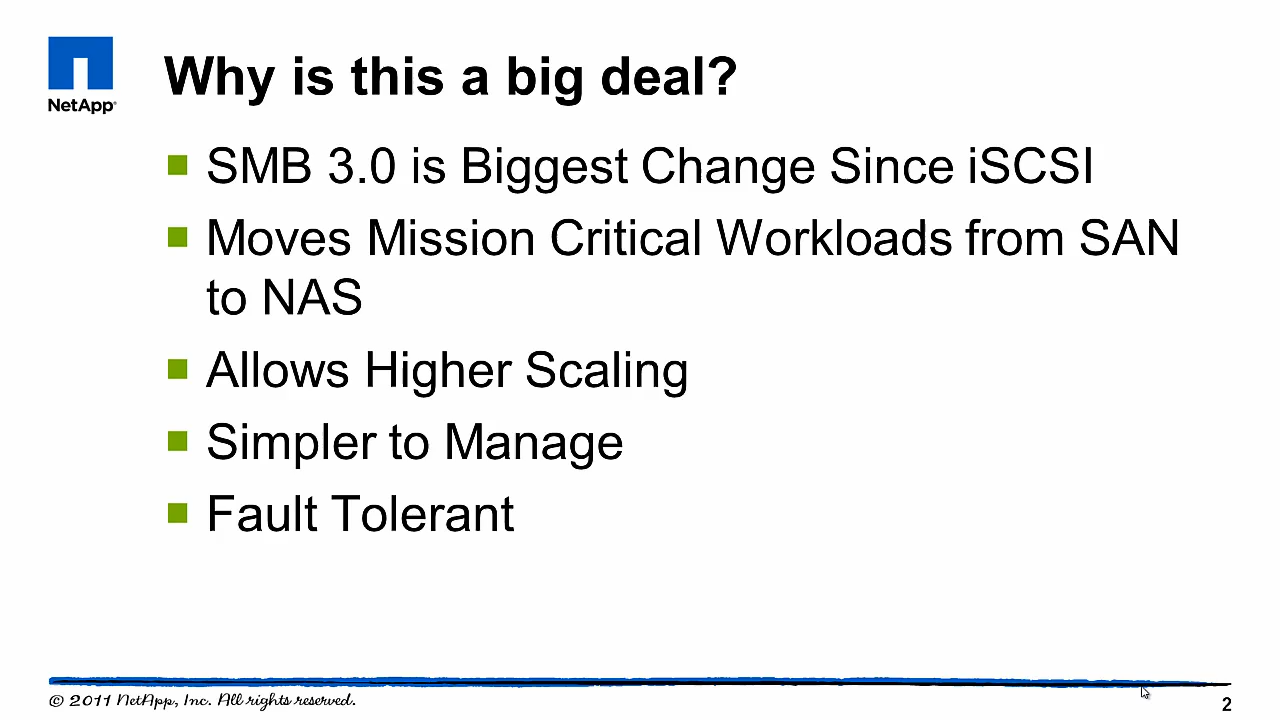 NetApp®
Why is this a big deal?
SMB 3.0 is Biggest Change Since iSCSI
Moves Mission Critical Workloads from SAN
to NAS
Allows Higher Scaling
Simpler to Manage
Fault Tolerant
© 2011 NetApp, Inc. All rights reserved.
2